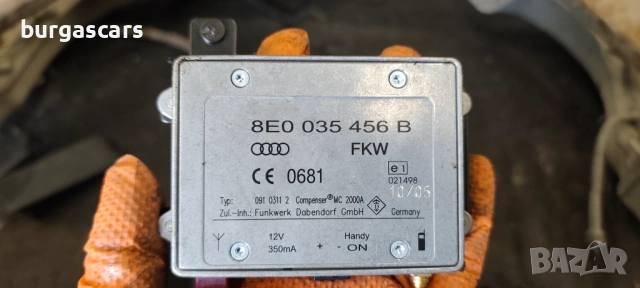 burgascars
8E0 035 456 B
FKW
CE 0681
e1
021498
10/05
Typ: 091 0311 2 Compenser® MC 2000A
Zul.-Inh.: Funkwerk Dabendorf GmbH Germany
12V Handy
350mA + - ON
BAZAR
bg